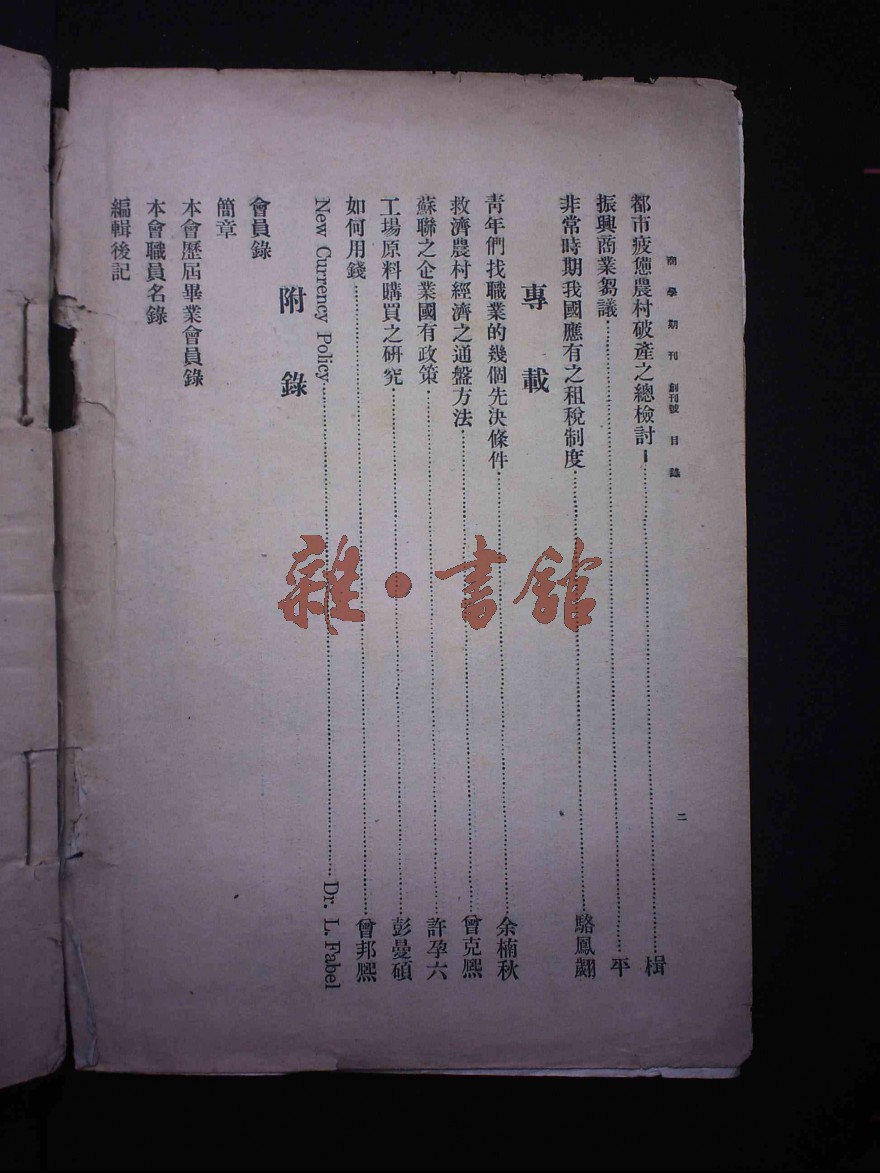 商學期刊 創刊號 目錄
二
都市疲憊農村破產之總檢討……楫
振興商業芻議……平
非常時期我國應有之租稅制度……駱鳳翽
專載
青年們找職業的幾個先決條件……余楠秋
救濟農村經濟之通盤方法……曾克熙
蘇聯之企業國有政策……許孕六
工場原料購買之研究……彭曼碩
如何用錢……曾邦熙
New Currency Policy……Dr. L. Fabel
附錄
會員錄
簡章
本會歷屆畢業會員錄
本會職員名錄
編輯後記
雜·書館